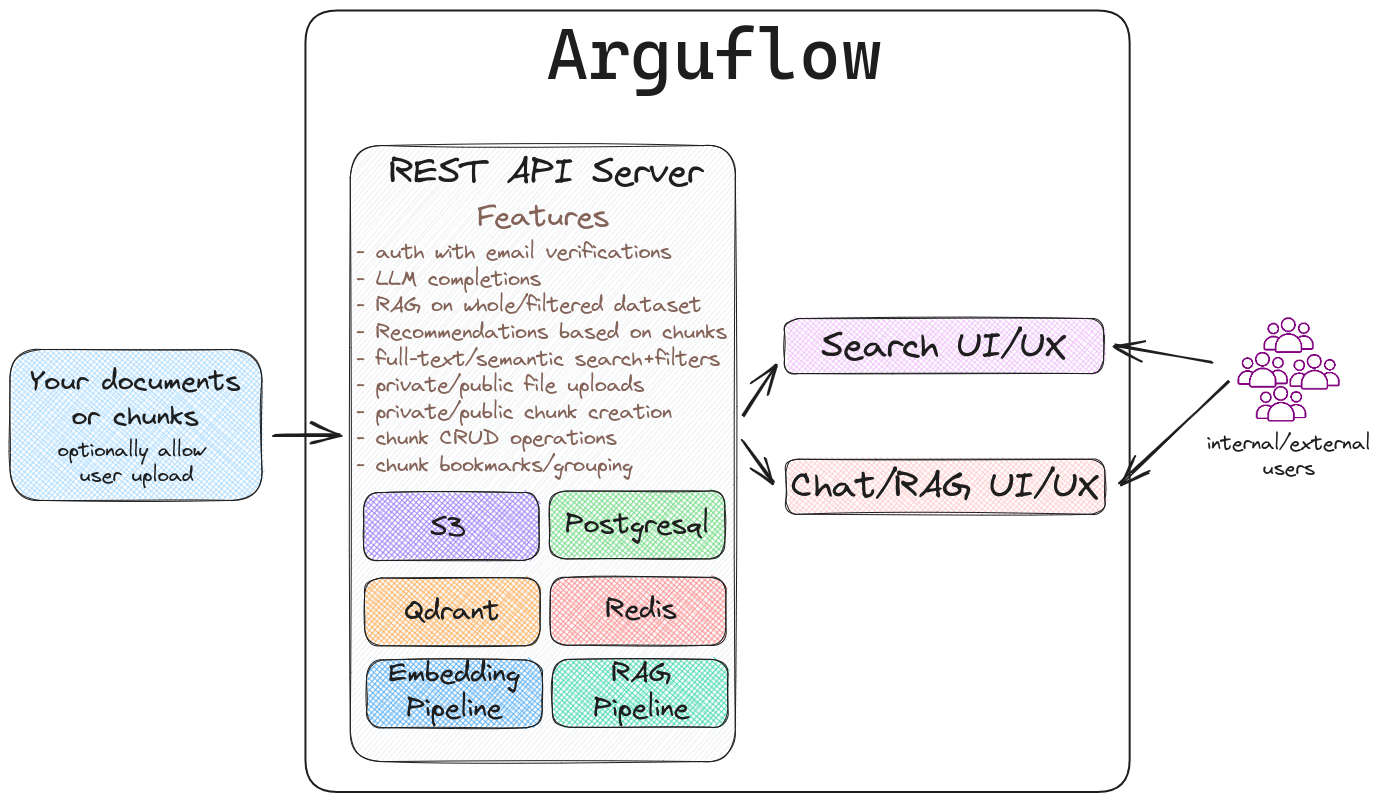 Arguflow
REST API Server
Features
- auth with email verifications
- LLM completions
- RAG on whole/filtered dataset
- Recommendations based on chunks
- full-text/semantic search+filters
- private/public file uploads
- private/public chunk creation
- chunk CRUD operations
- chunk bookmarks/grouping
S3
Postgresql
Qdrant
Redis
Embedding
Pipeline
RAG
Pipeline
Your documents
or chunks
optionally allow
user upload
Search UI/UX
Chat/RAG UI/UX
internal/external
users